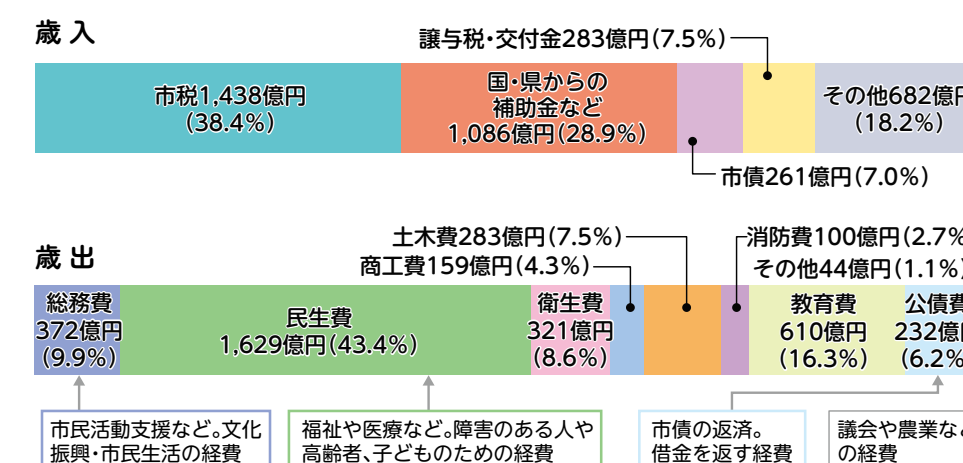 歳入
譲与税・交付金283億円(7.5%)
市税1,438億円
(38.4%)
国・県からの
補助金など
1,086億円(28.9%)
その他682億円
(18.2%)
市債261億円(7.0%)
歳出
土木費283億円(7.5%)
消防費100億円(2.7%
商工費159億円(4.3%)
その他44億円(1.1%)
総務費
372億円
(9.9%)
民生費
1,629億円(43.4%)
衛生費
321億円
(8.6%)
教育費
610億円
(16.3%)
公債費
232億円
(6.2%
市民活動支援など。文化
振興・市民生活の経費
福祉や医療など。障害のある人や
高齢者、子どものための経費
市債の返済。
借金を返す経費
議会や農業など
の経費